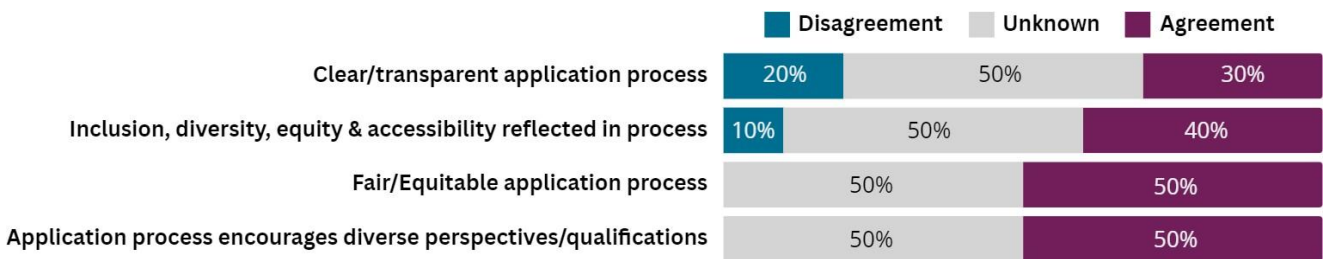 Disagreement Unknown Agreement
Clear/transparent application process 20% 50% 30%
Inclusion, diversity, equity & accessibility reflected in process 10% 50% 40%
Fair/Equitable application process 50% 50%
Application process encourages diverse perspectives/qualifications 50% 50%